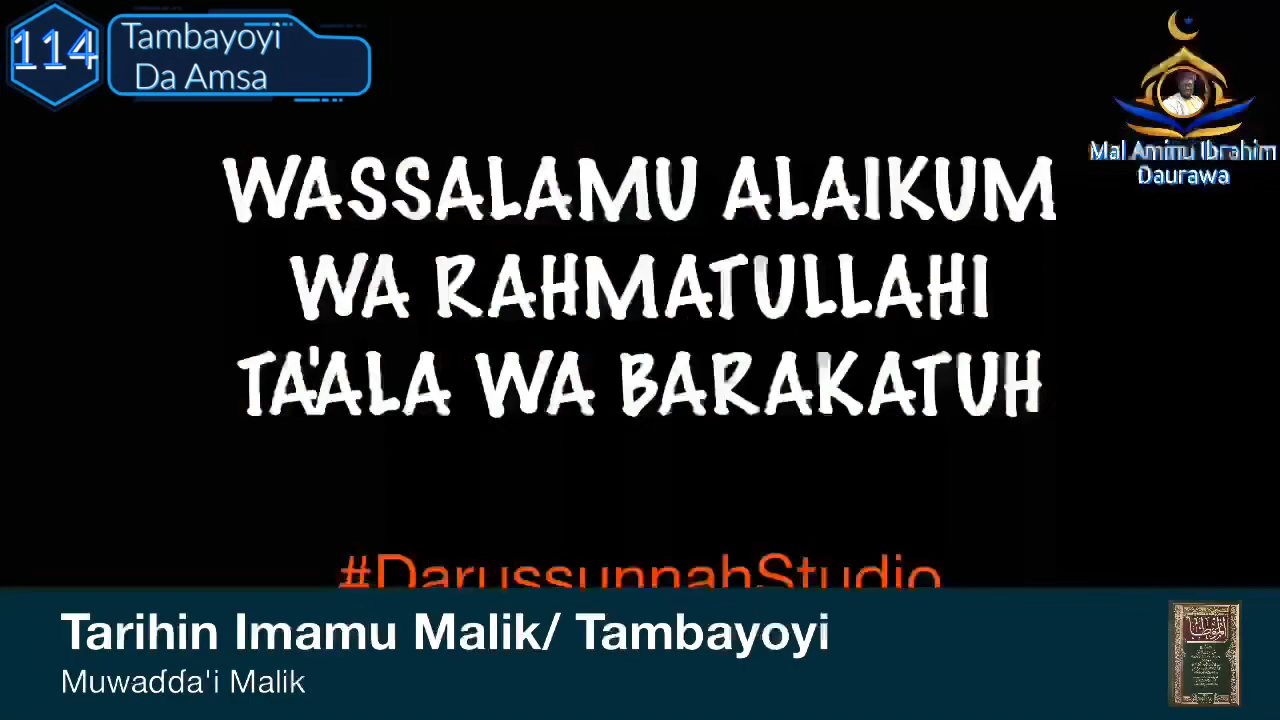 114
Tambayoyi
Da Amsa
Mal Aminu Ibrahim
Daurawa
WASSALAMU ALAIKUM
WA RAHMATULLAHI
TA'ALA WA BARAKATUH
#DarussunnahStudio
Tarihin Imamu Malik/ Tambayoyi
Muwaɗɗa'i Malik